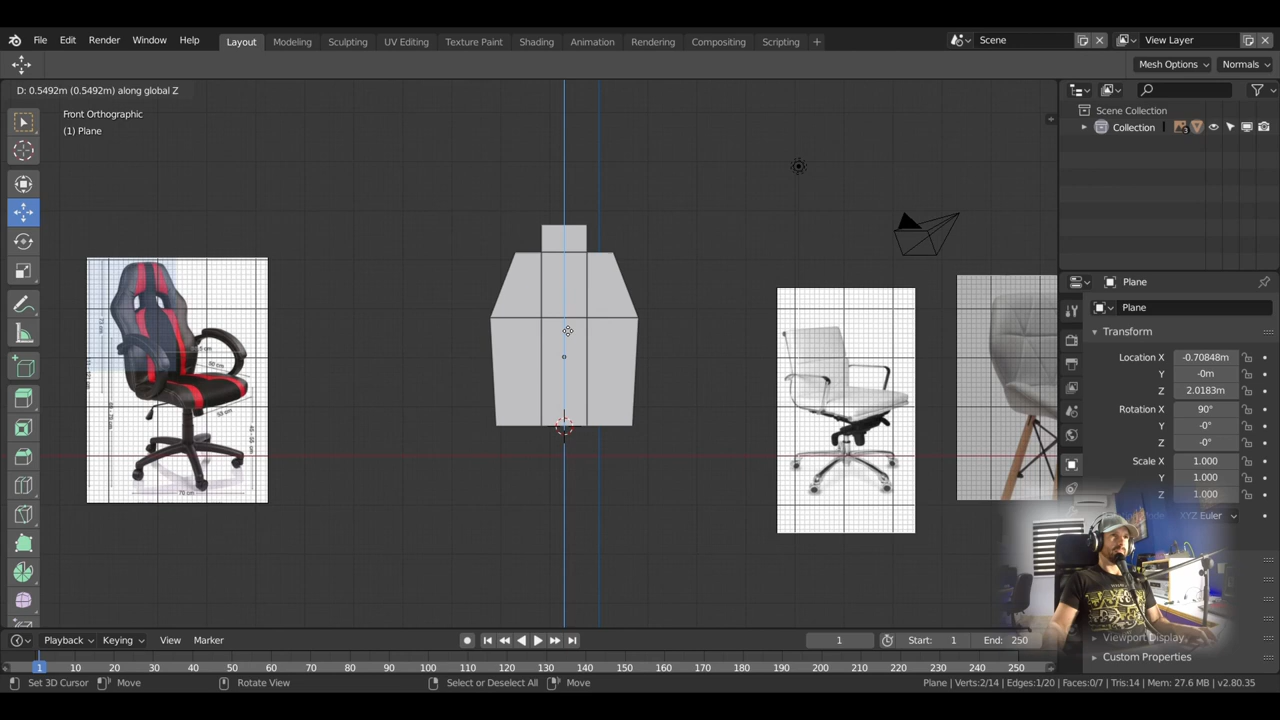 File Edit Render Window Help Layout Modeling Sculpting UV Editing Texture Paint Shading Animation Rendering Compositing Scripting + Scene View Layer
Mesh Options Normals
D: 0.5492m (0.5492m) along global Z
Front Orthographic
(1) Plane
Scene Collection
Collection 3
Plane
Plane
Transform
Location X -0.70848m
Y -0m
Z 2.0183m
Rotation X 90°
Y -0°
Z -0°
Scale X 1.000
Y 1.000
Z 1.000
XYZ Euler
70 cm
Viewport Display
Custom Properties
Playback Keying View Marker 1 Start: 1 End: 250
1 10 20 30 40 50 60 70 80 90 100 110 120 130 140 150 160 170 180 190 200 210 220 230 240 250
Set 3D Cursor Move Rotate View Select or Deselect All Move Plane | Verts:2/14 | Edges:1/20 | Faces:0/7 | Tris:14 | Mem: 27.6 MB | v2.80.35